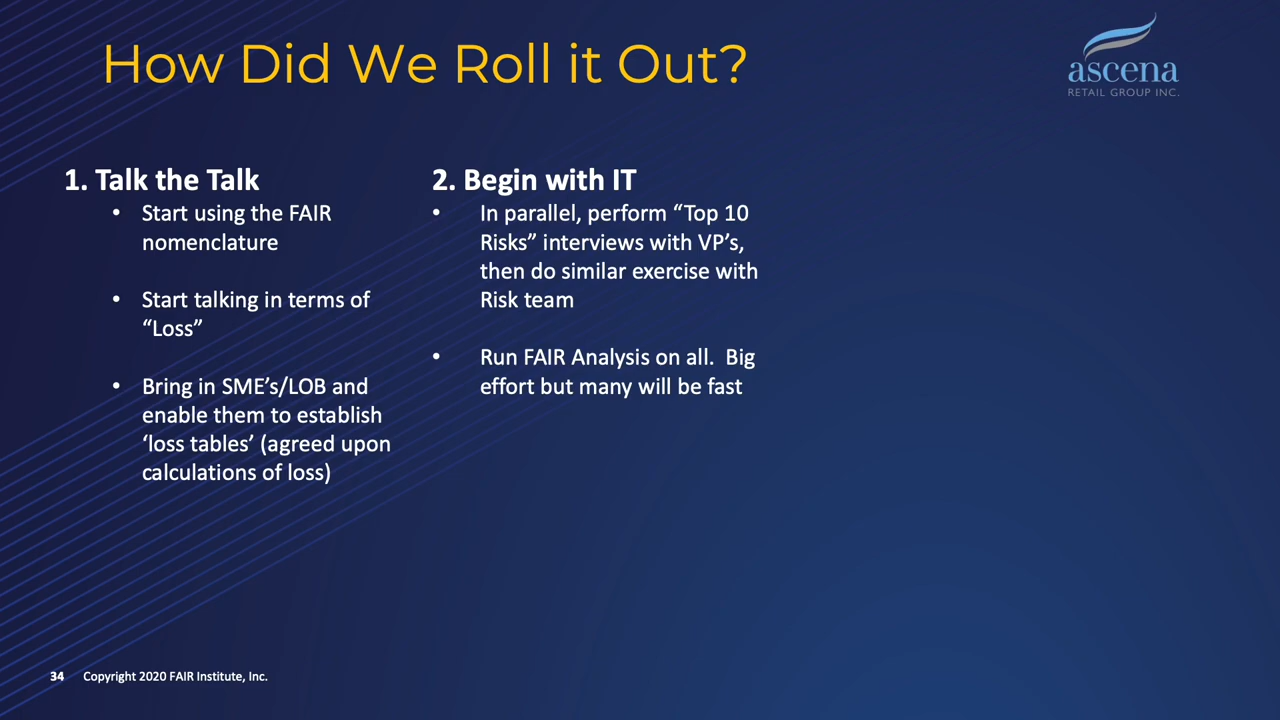 How Did We Roll it Out?
ascena
RETAIL GROUP INC.
1. Talk the Talk
• Start using the FAIR
nomenclature
• Start talking in terms of
“Loss”
• Bring in SME’s/LOB and
enable them to establish
‘loss tables’ (agreed upon
calculations of loss)
2. Begin with IT
• In parallel, perform “Top 10
Risks” interviews with VP’s,
then do similar exercise with
Risk team
• Run FAIR Analysis on all.  Big
effort but many will be fast
34 Copyright 2020 FAIR Institute, Inc.